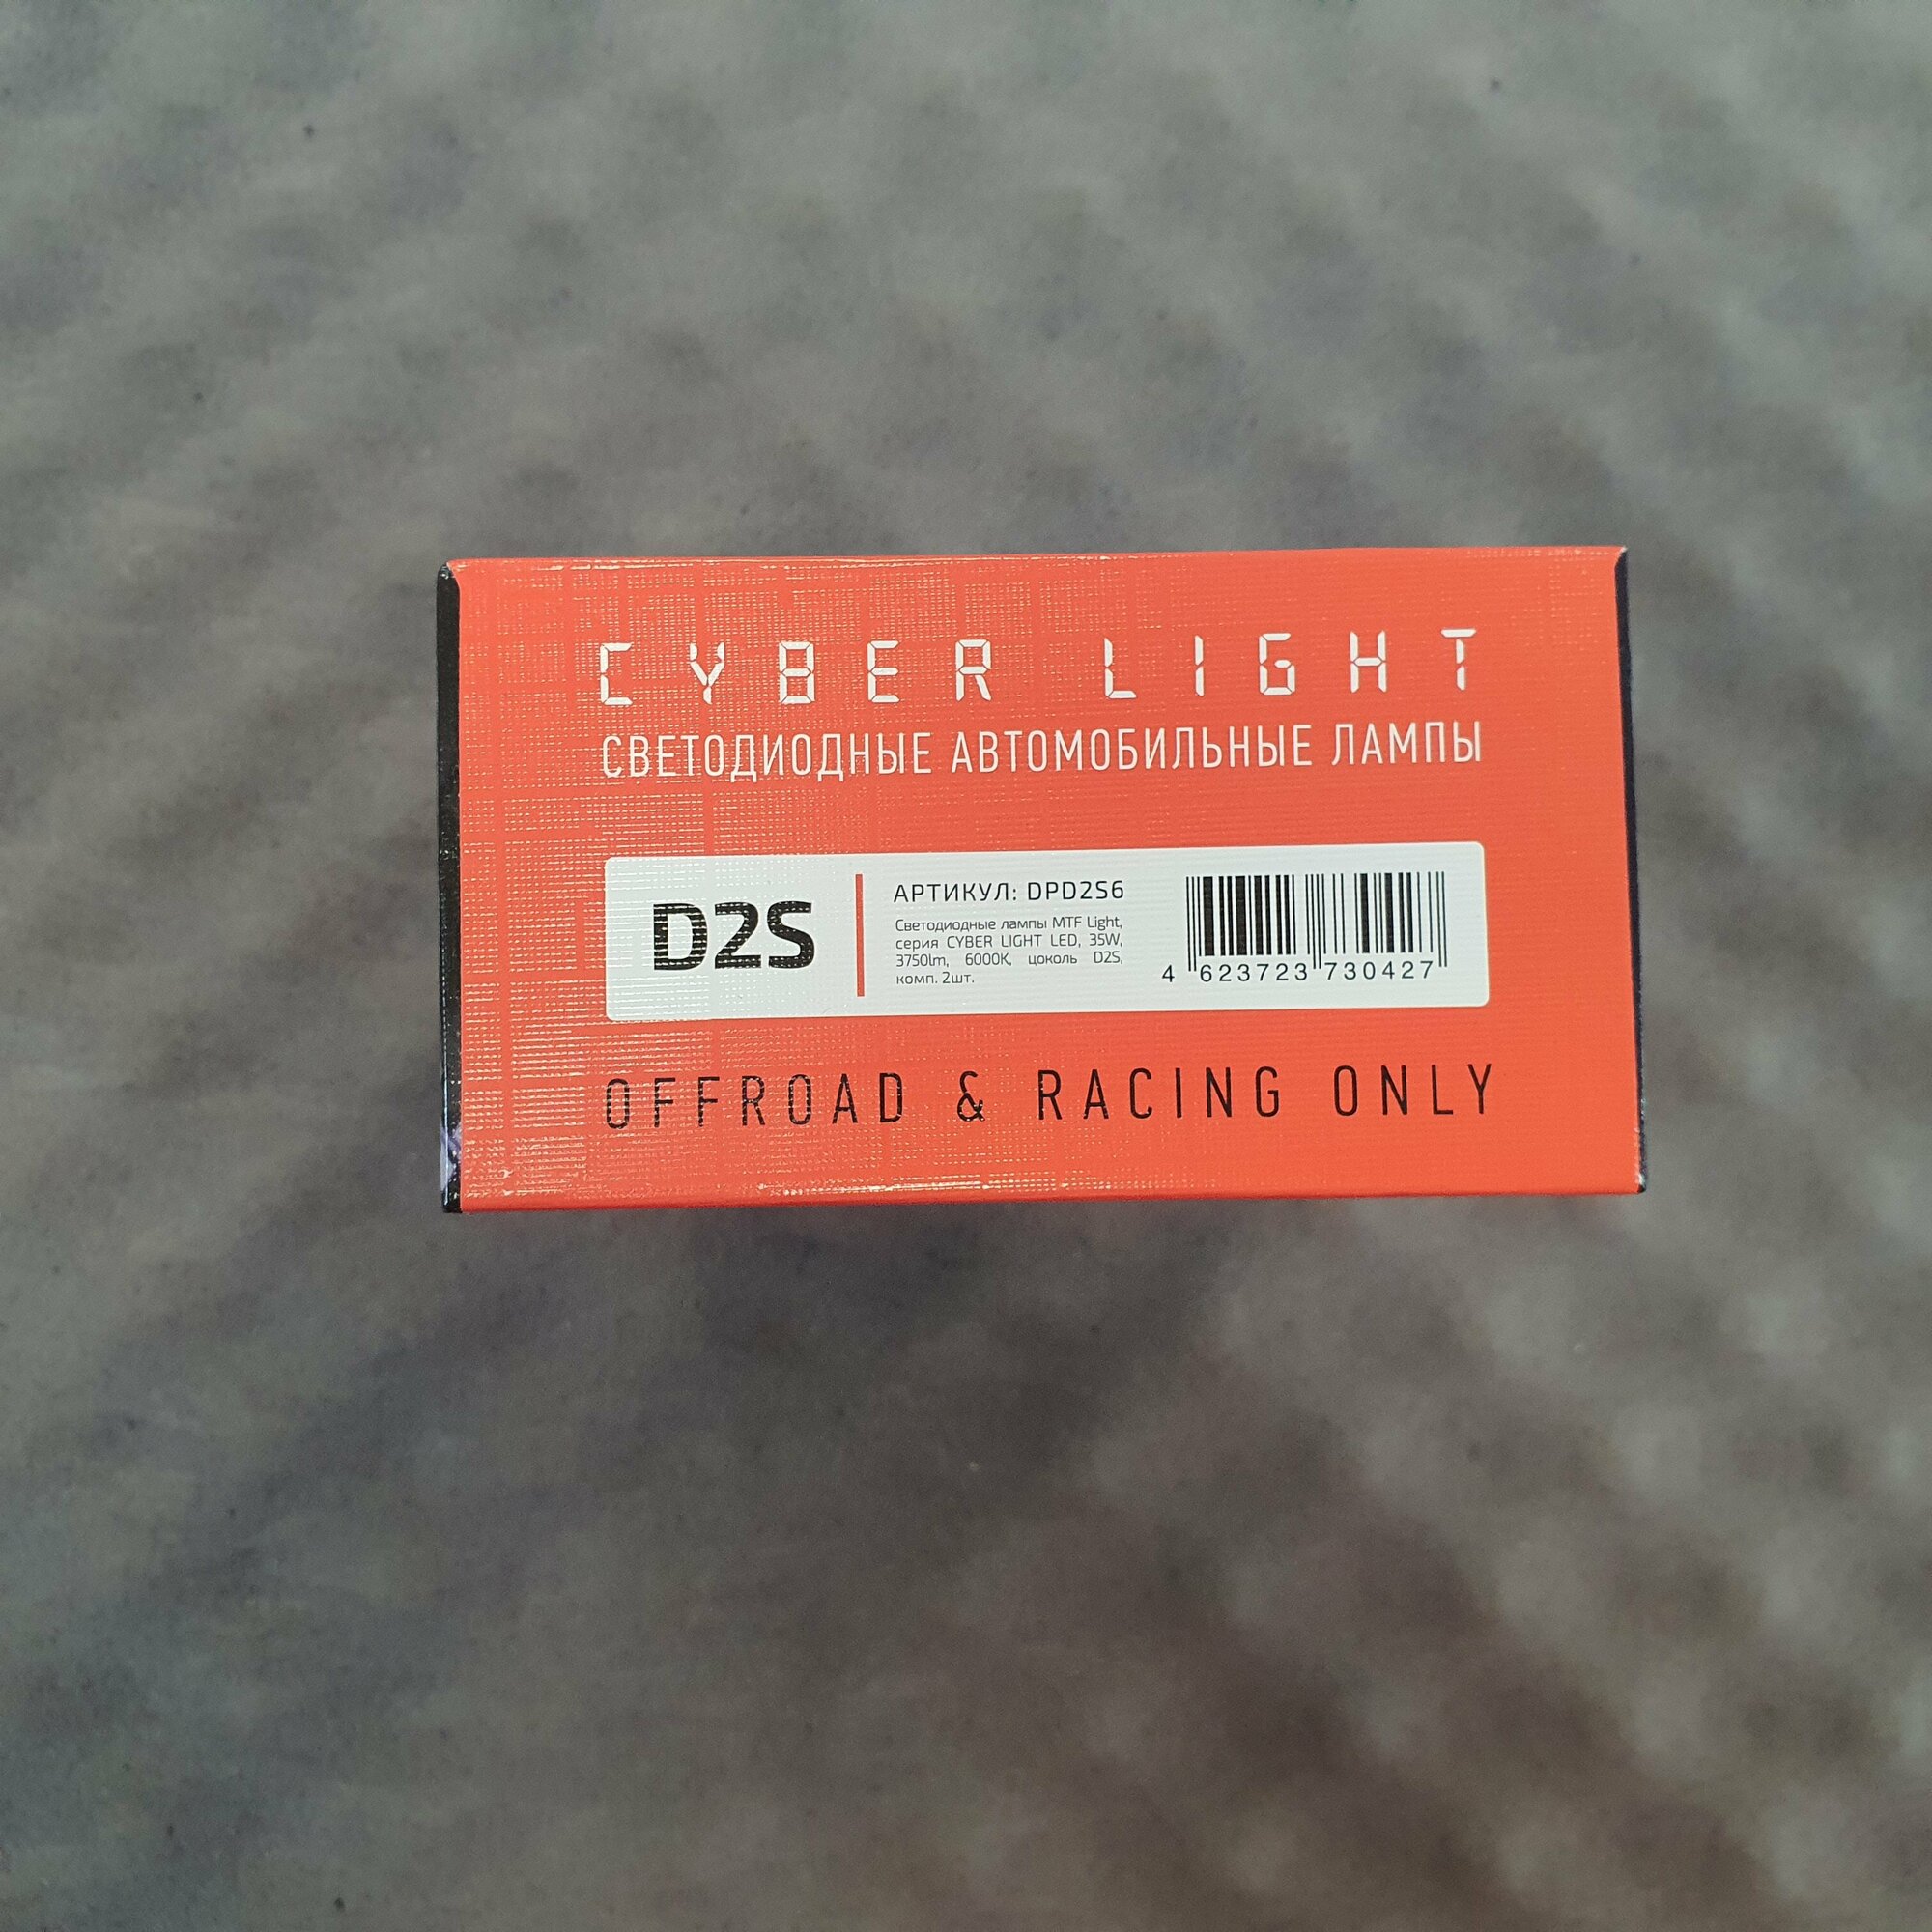 CYBER LIGHT
СВЕТОДИОДНЫЕ АВТОМОБИЛЬНЫЕ ЛАМПЫ
D2S
АРТИКУЛ: DPD2S6
Светодиодные лампы MTF Light,
серия CYBER LIGHT LED, 35W,
3750lm, 6000K, цоколь D2S,
комп. 2шт.
4 623723 730427
OFFROAD & RACING ONLY